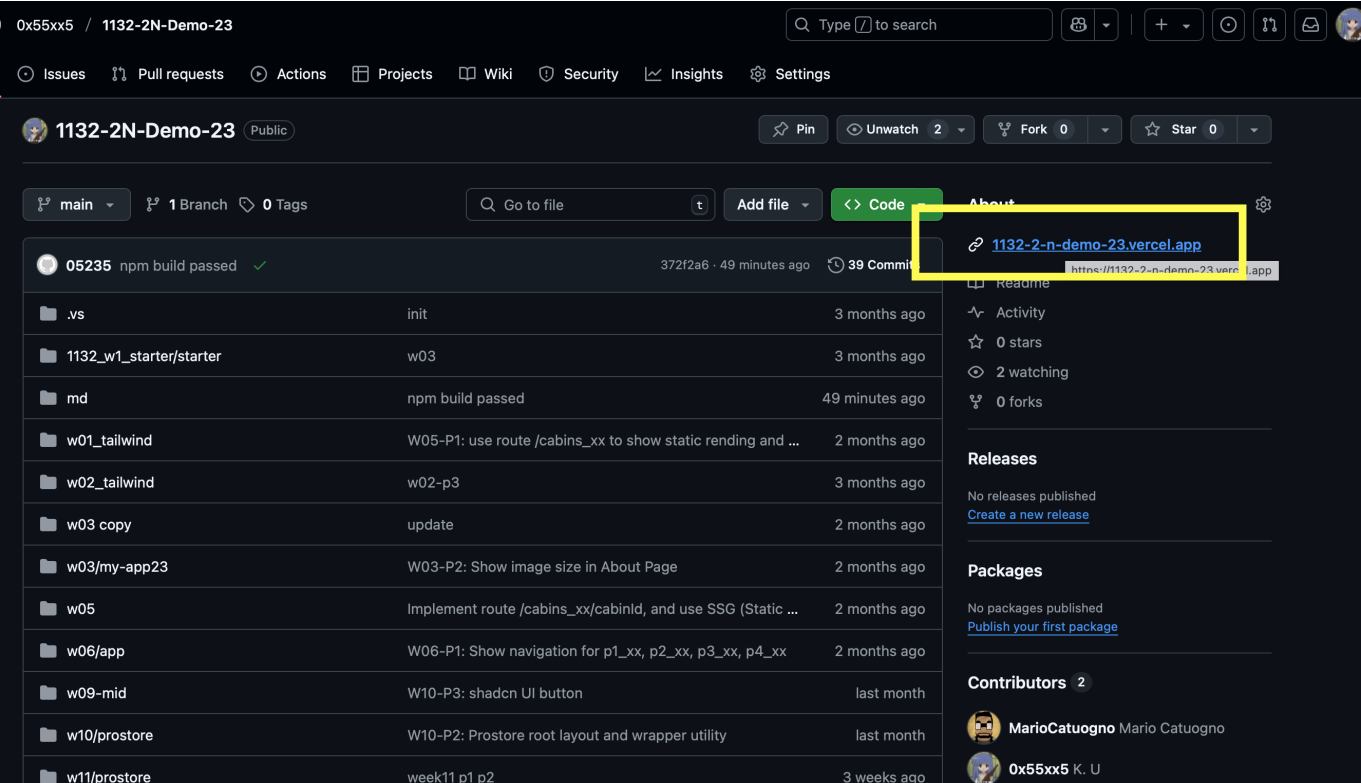 0x55xx5 / 1132-2N-Demo-23 Type / to search
Issues Pull requests Actions Projects Wiki Security Insights Settings
1132-2N-Demo-23 Public Pin Unwatch 2 Fork 0 Star 0
main 1 Branch 0 Tags Go to file t Add file Code About
1132-2-n-demo-23.vercel.app
05235 npm build passed 372f2a6 · 49 minutes ago 39 Commits
https://1132-2-n-demo-23.vercel.app
Readme
.vs init 3 months ago
Activity
0 stars
1132_w1_starter/starter w03 3 months ago
2 watching
md npm build passed 49 minutes ago
0 forks
w01_tailwind W05-P1: use route /cabins_xx to show static rending and ... 2 months ago
Releases
w02_tailwind w02-p3 3 months ago
No releases published
Create a new release
w03 copy update 2 months ago
w03/my-app23 W03-P2: Show image size in About Page 2 months ago
Packages
w05 Implement route /cabins_xx/cabinId, and use SSG (Static ... 2 months ago
No packages published
Publish your first package
w06/app W06-P1: Show navigation for p1_xx, p2_xx, p3_xx, p4_xx 2 months ago
Contributors 2
w09-mid W10-P3: shadcn UI button last month
MarioCatuogno Mario Catuogno
w10/prostore W10-P2: Prostore root layout and wrapper utility last month
0x55xx5 K. U
w11/prostore week11 p1 p2 3 weeks ago